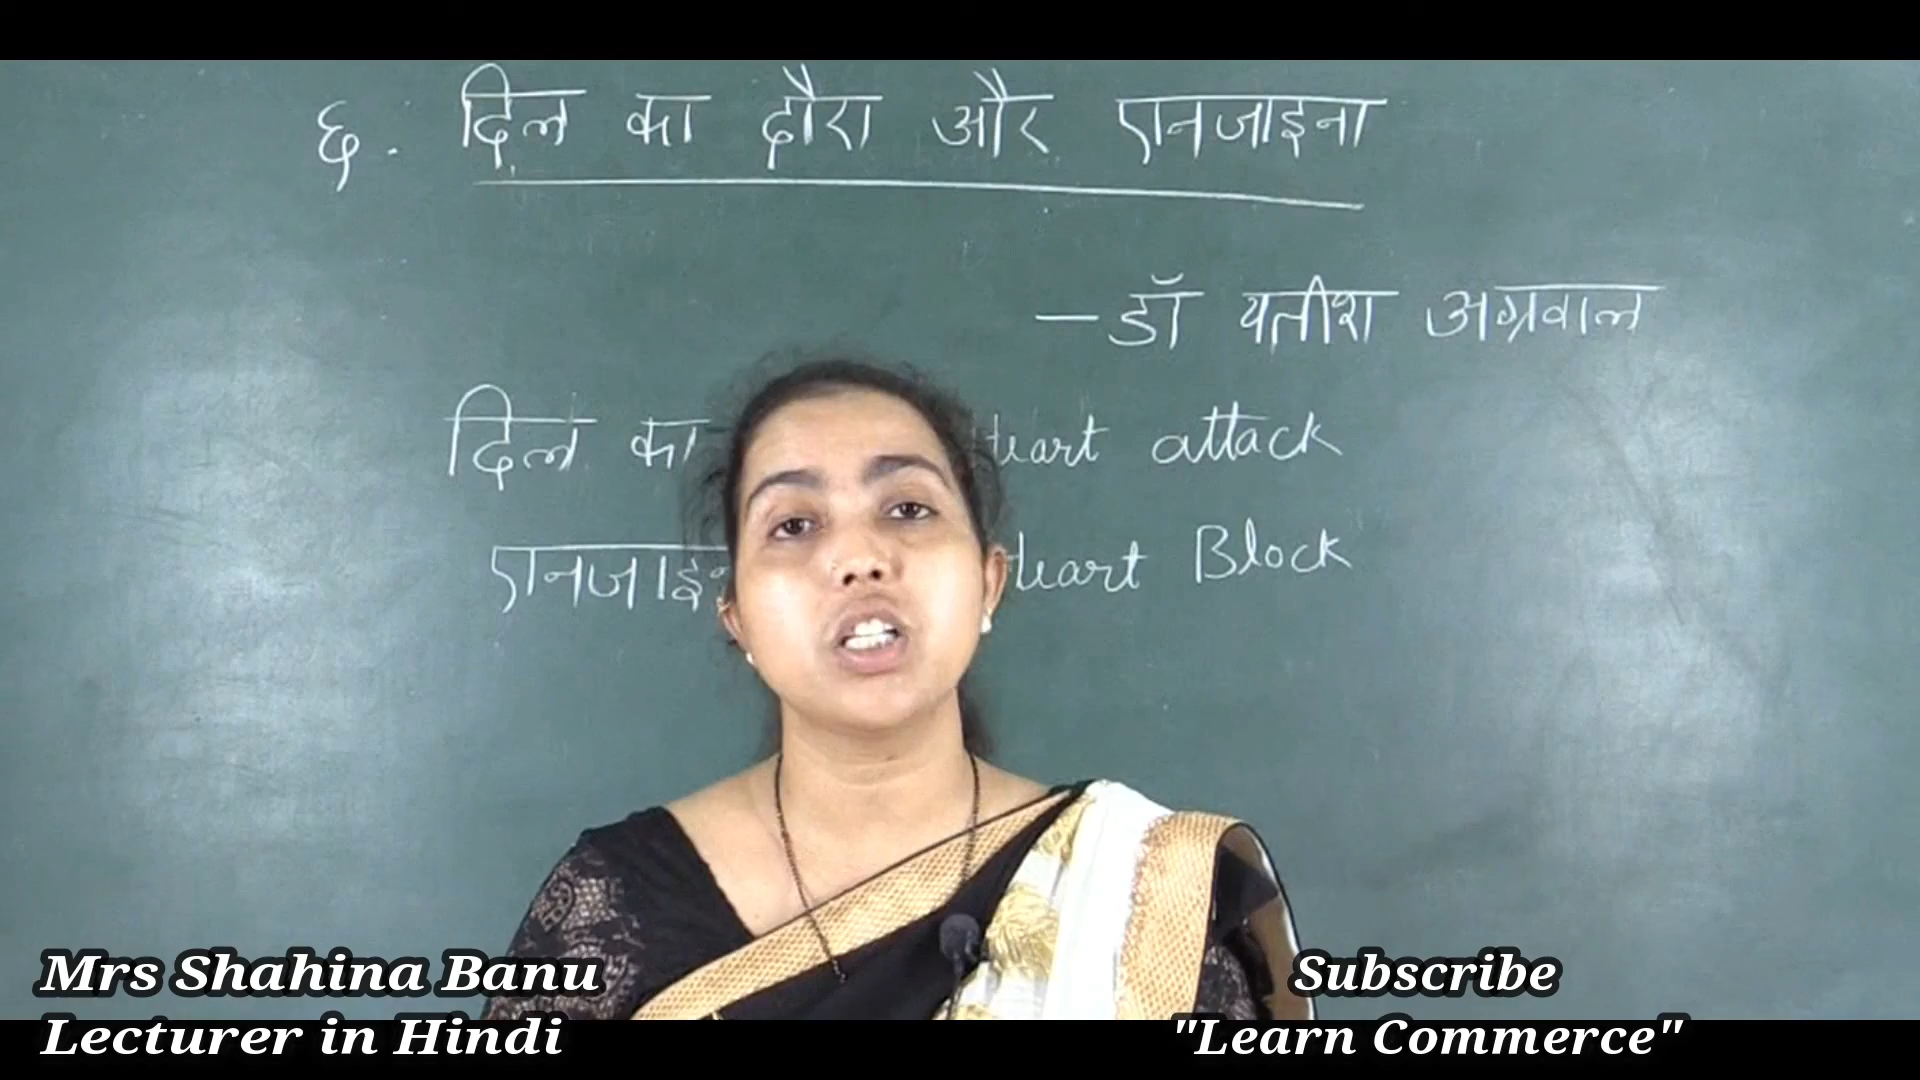 ६. दिल का दौरा और एनजाइना
– डॉ यतीश अग्रवाल
दिल का Heart attack
Heart Block
Mrs Shahina Banu
Lecturer in Hindi
Subscribe
"Learn Commerce"